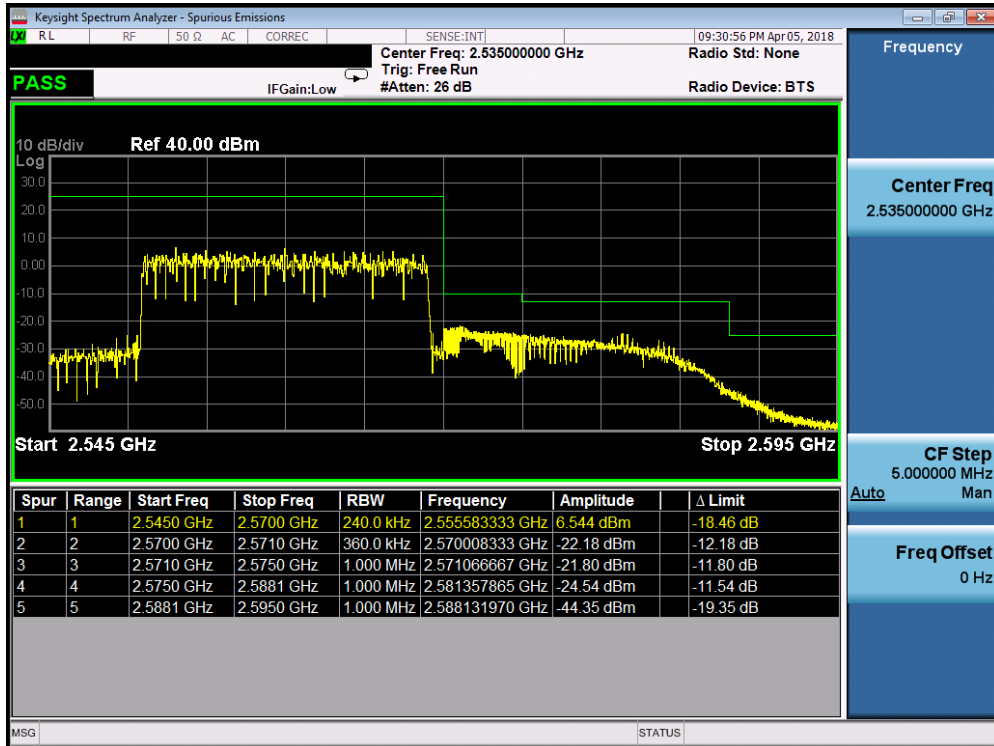 Keysight Spectrum Analyzer - Spurious Emissions
LXI RL RF 50 Ω AC CORREC SENSE:INT 09:30:56 PM Apr 05, 2018
Center Freq: 2.535000000 GHz Radio Std: None
Trig: Free Run
PASS IFGain:Low #Atten: 26 dB Radio Device: BTS
10 dB/div Ref 40.00 dBm
Log
30.0
20.0
10.0
0.00
-10.0
-20.0
-30.0
-40.0
-50.0
Start 2.545 GHz Stop 2.595 GHz
Spur Range Start Freq Stop Freq RBW Frequency Amplitude Δ Limit
1 1 2.5450 GHz 2.5700 GHz 240.0 kHz 2.555583333 GHz 6.544 dBm -18.46 dB
2 2 2.5700 GHz 2.5710 GHz 360.0 kHz 2.570008333 GHz -22.18 dBm -12.18 dB
3 3 2.5710 GHz 2.5750 GHz 1.000 MHz 2.571066667 GHz -21.80 dBm -11.80 dB
4 4 2.5750 GHz 2.5881 GHz 1.000 MHz 2.581357865 GHz -24.54 dBm -11.54 dB
5 5 2.5881 GHz 2.5950 GHz 1.000 MHz 2.588131970 GHz -44.35 dBm -19.35 dB
MSG STATUS
Frequency
Center Freq
2.535000000 GHz
CF Step
5.000000 MHz
Auto Man
Freq Offset
0 Hz